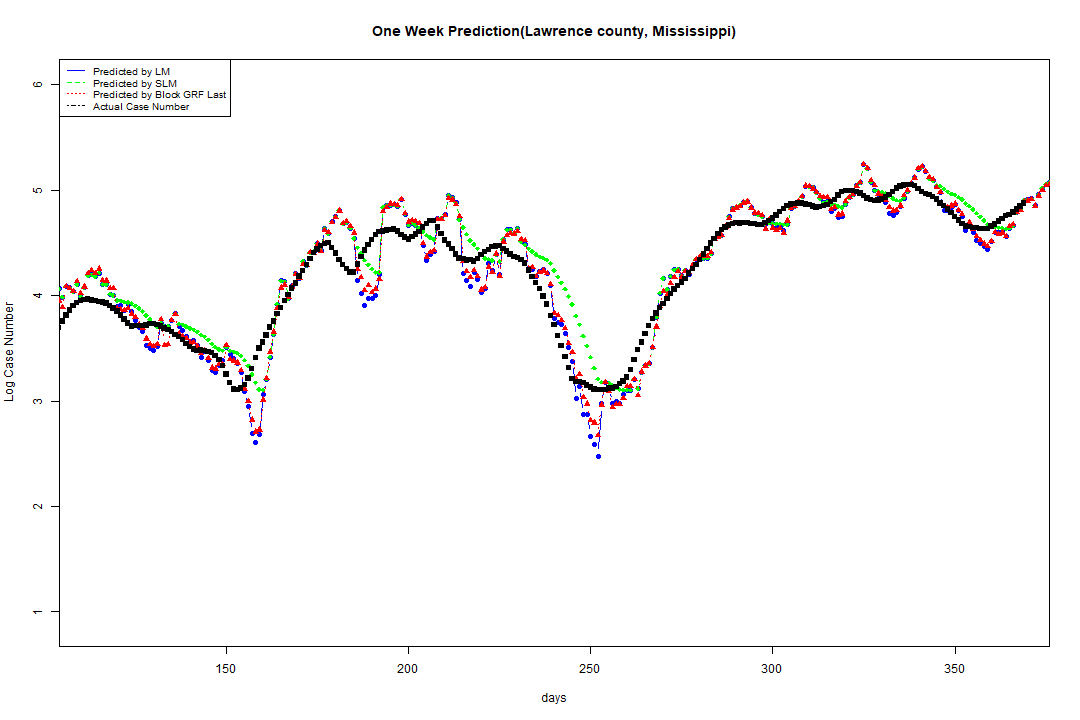 One Week Prediction(Lawrence county, Mississippi)
Predicted by LM
Predicted by SLM
Predicted by Block GRF Last
Actual Case Number
6
5
4
3
2
1
Log Case Number
150
200
250
300
350
days